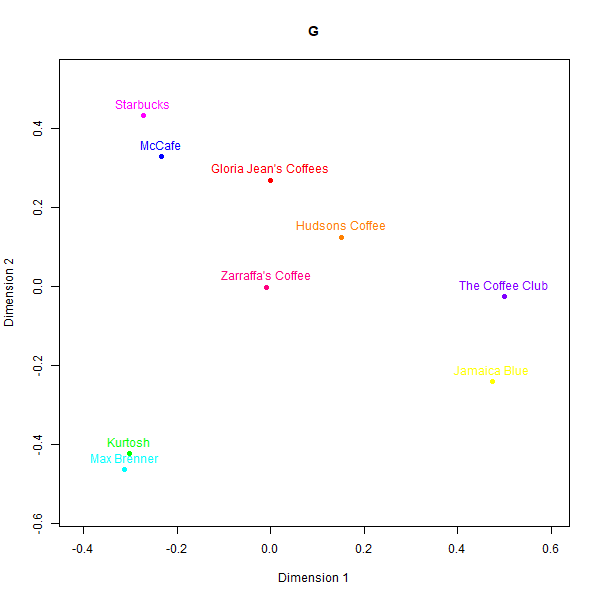 G
Starbucks
McCafe
Gloria Jean's Coffees
Hudsons Coffee
Zarraffa's Coffee
The Coffee Club
Jamaica Blue
Kurtosh
Max Brenner
0.4
0.2
0.0
-0.2
-0.4
-0.6
Dimension 2
-0.4 -0.2 0.0 0.2 0.4 0.6
Dimension 1